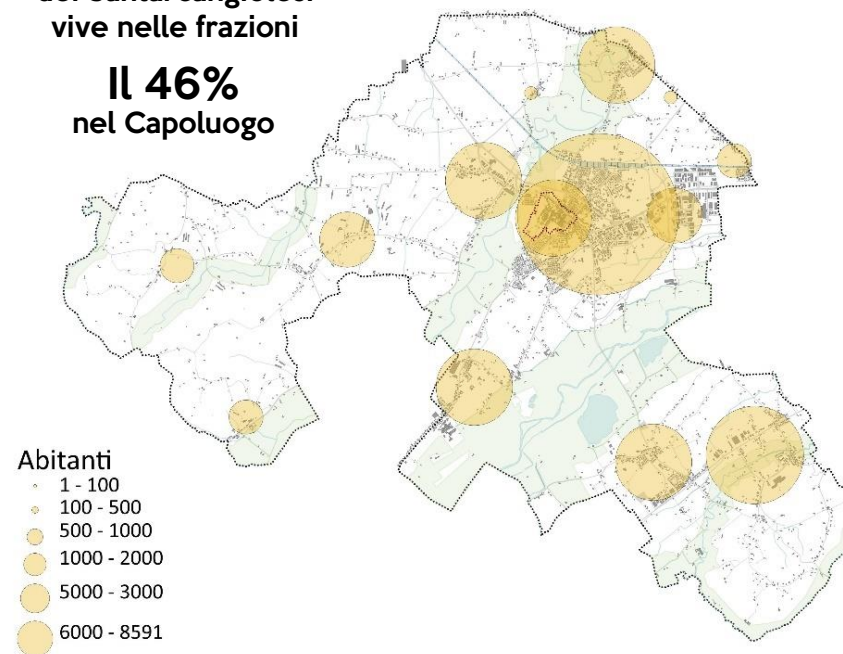 vive nelle frazioni
Il 46%
nel Capoluogo
Abitanti
1 - 100
100 - 500
500 - 1000
1000 - 2000
5000 - 3000
6000 - 8591